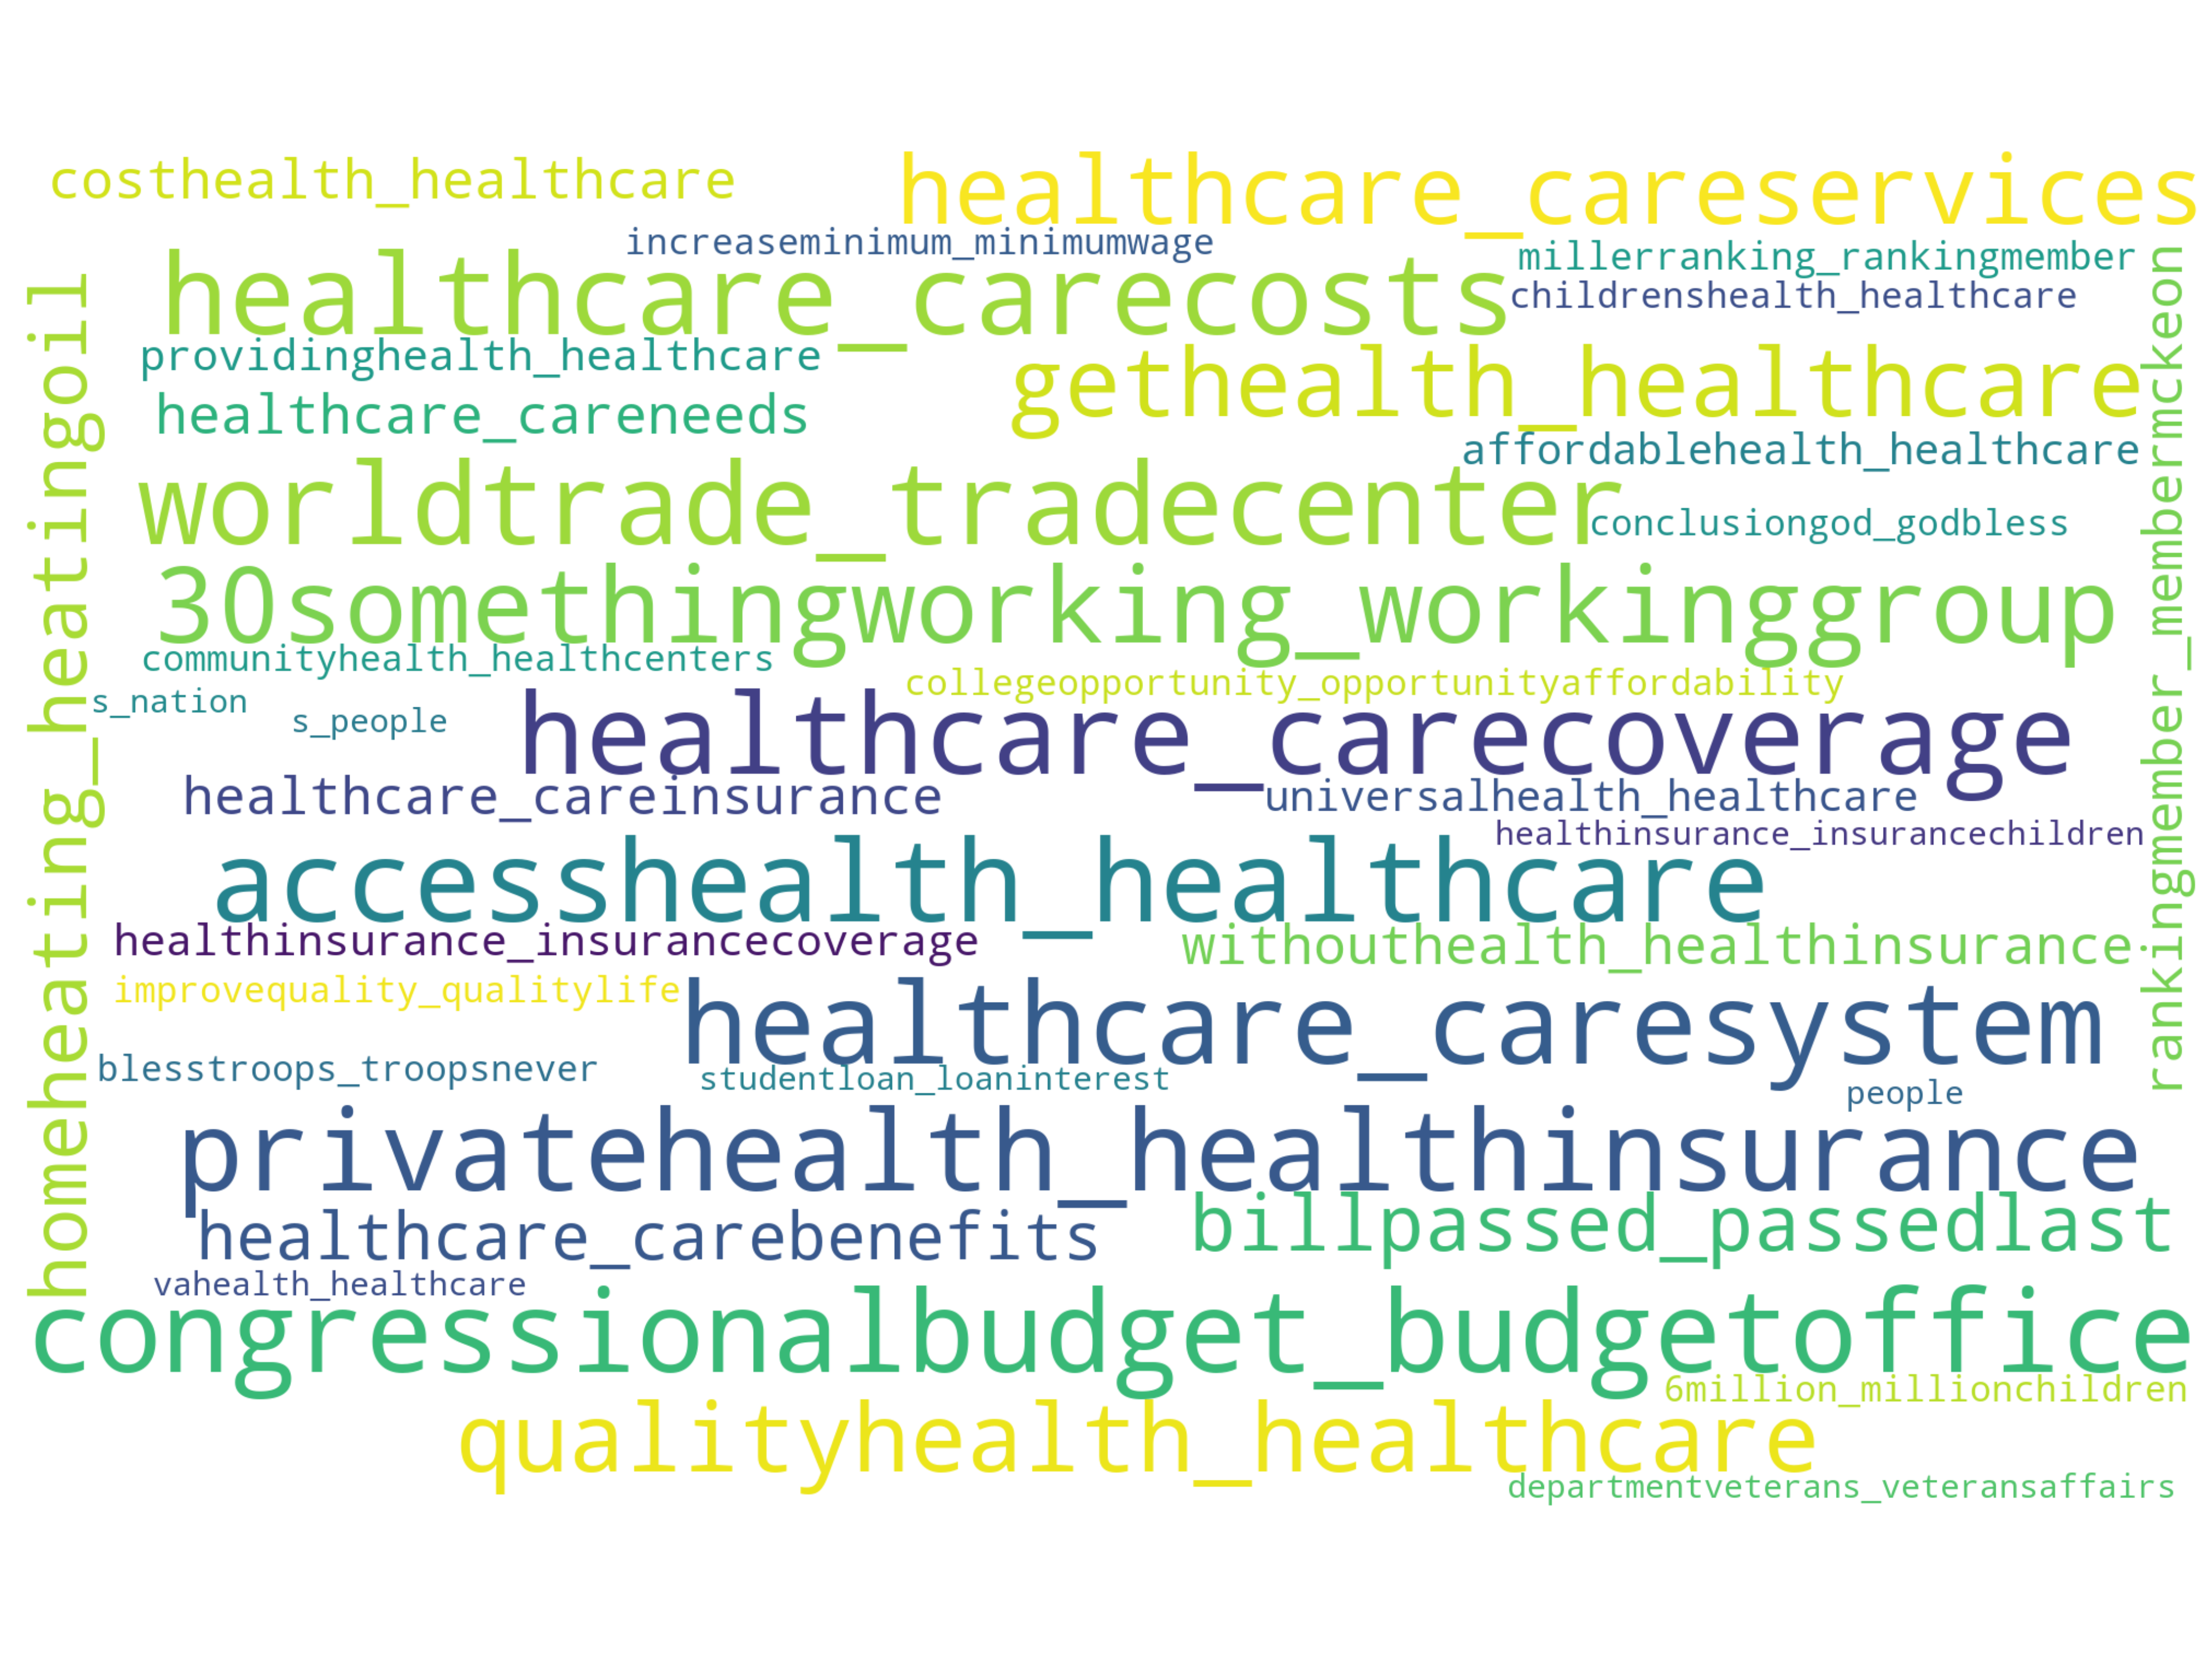 costhealth_healthcare
healthcare_careservices
increaseminimum_minimumwage
millerranking_rankingmember
healthcare_carecosts
childrenshealth_healthcare
homeheating_heatingoil
rankingmember_membermckeon
providinghealth_healthcare
gethealth_healthcare
healthcare_careneeds
affordablehealth_healthcare
worldtrade_tradecenter
conclusiongod_godbless
30somethingworking_workinggroup
communityhealth_healthcenters
collegeopportunity_opportunityaffordability
s_nation
s_people
healthcare_carecoverage
healthcare_careinsurance
universalhealth_healthcare
healthinsurance_insurancechildren
accesshealth_healthcare
healthinsurance_insurancecoverage
withouthealth_healthinsurance
improvequality_qualitylife
healthcare_caresystem
blesstroops_troopsnever
studentloan_loaninterest
people
privatehealth_healthinsurance
healthcare_carebenefits
billpassed_passedlast
vahealth_healthcare
congressionalbudget_budgetoffice
6million_millionchildren
qualityhealth_healthcare
departmentveterans_veteransaffairs